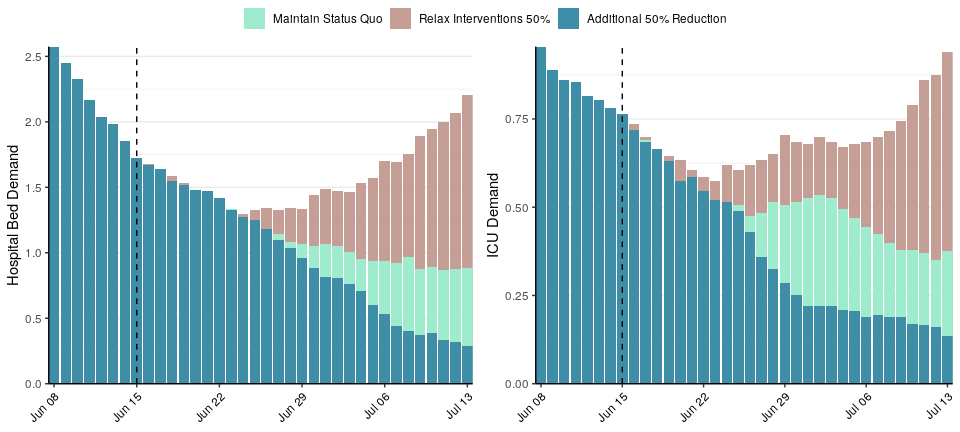 Maintain Status Quo Relax Interventions 50% Additional 50% Reduction
Hospital Bed Demand
2.5
2.0
1.5
1.0
0.5
0.0
Jun 08 Jun 15 Jun 22 Jun 29 Jul 06 Jul 13
ICU Demand
0.75
0.50
0.25
0.00
Jun 08 Jun 15 Jun 22 Jun 29 Jul 06 Jul 13